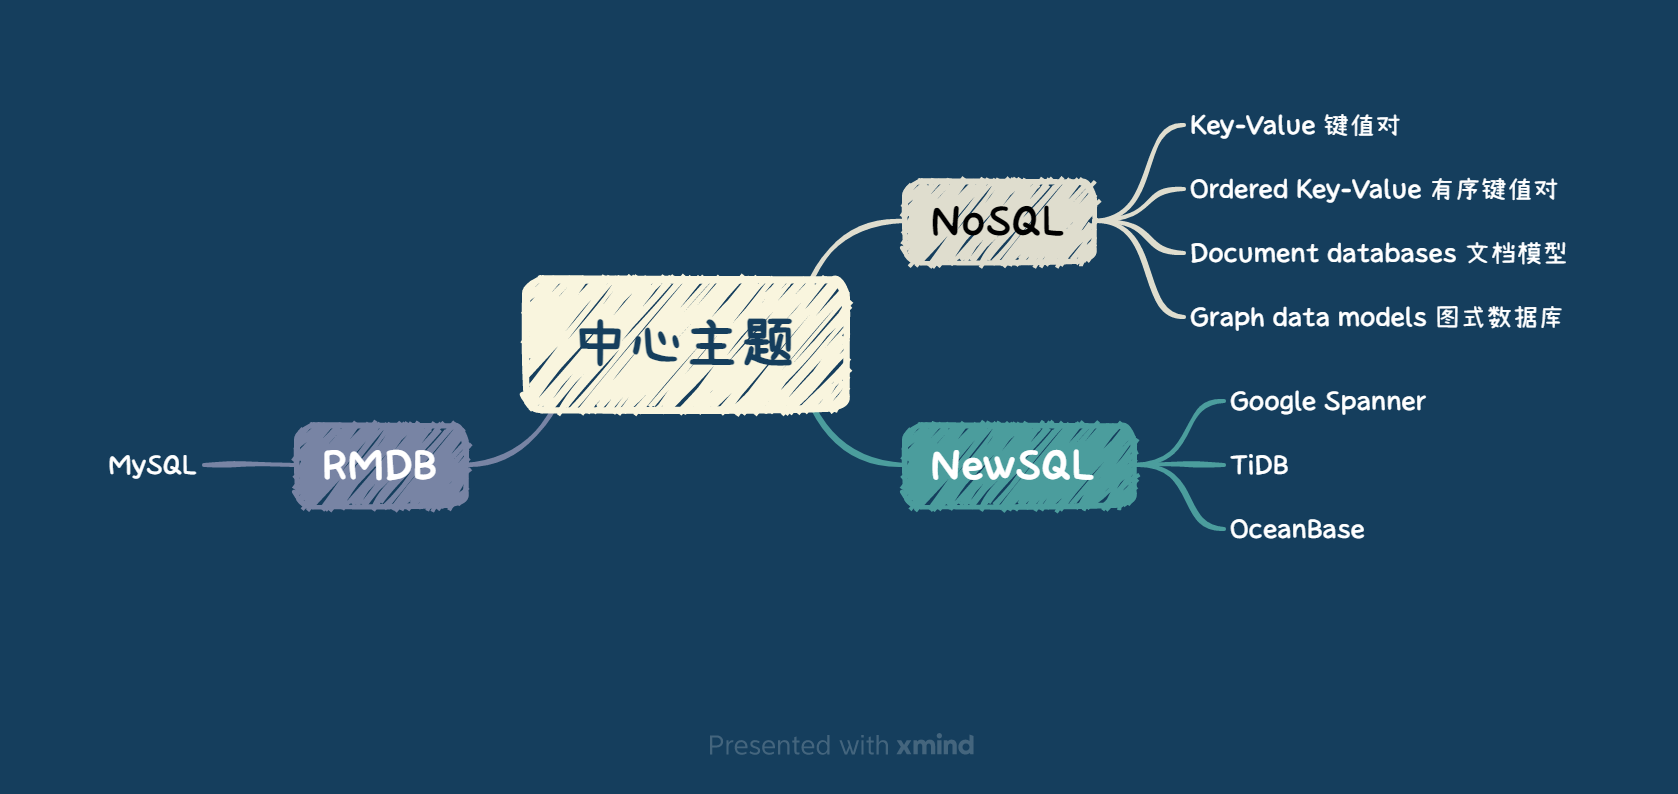 Key-Value 键值对
Ordered Key-Value 有序键值对
NoSQL
Document databases 文档模型
Graph data models 图式数据库
中心主题
Google Spanner
MySQL
RMDB
NewSQL
TiDB
OceanBase
Presented with xmind